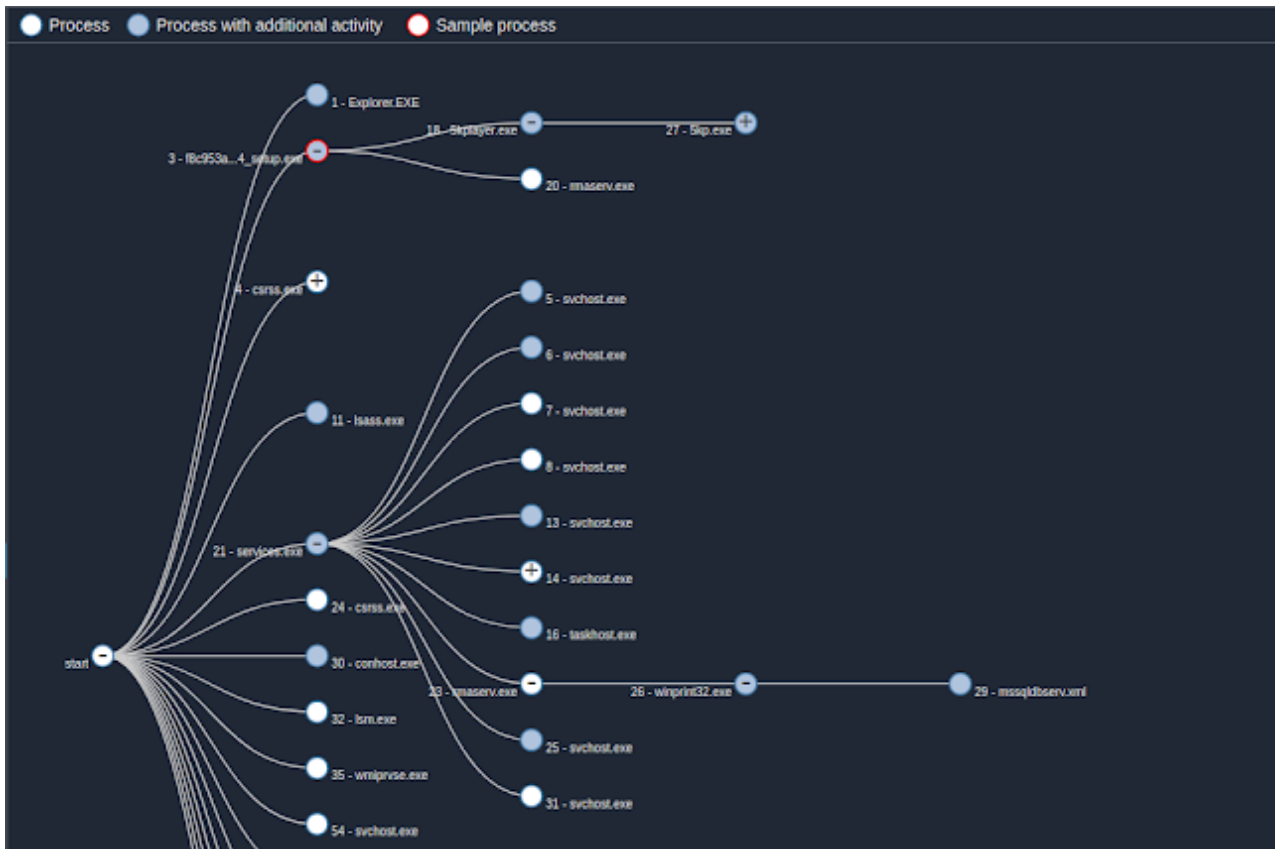 Process Process with additional activity Sample process
1 - Explorer.EXE
18 - 5kplayer.exe
27 - 5kp.exe
3 - f8c953a...4_setup.exe
20 - rmaserv.exe
4 - csrss.exe
5 - svchost.exe
6 - svchost.exe
7 - svchost.exe
11 - lsass.exe
8 - svchost.exe
13 - svchost.exe
21 - services.exe
14 - svchost.exe
24 - csrss.exe
16 - taskhost.exe
start
30 - conhost.exe
23 - rmaserv.exe
26 - winprint32.exe
29 - mssqldbserv.xml
32 - lsm.exe
25 - svchost.exe
35 - wmiprvse.exe
31 - svchost.exe
54 - svchost.exe